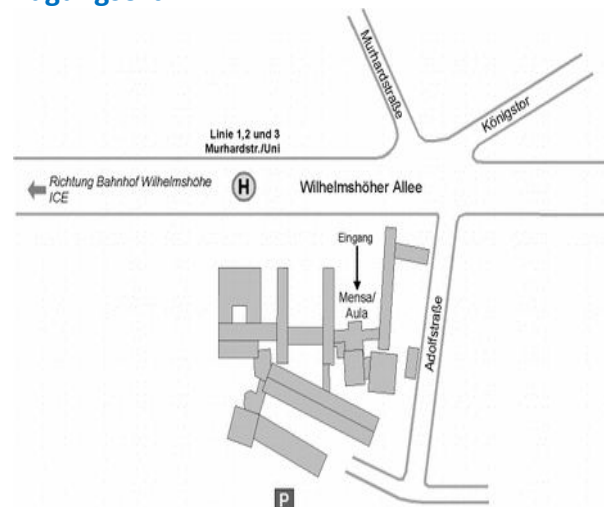 Murhardstraße
Königstor
Linie 1,2 und 3
Murhardstr./Uni
Richtung Bahnhof Wilhelmshöhe
ICE
H
Wilhelmshöher Allee
Eingang
Mensa/
Aula
Adolfstraße
P